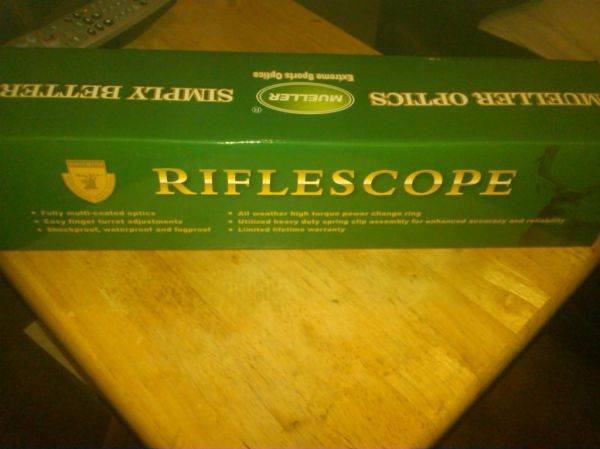 MUELLER OPTICS
MUELLER
®
Extreme Sports Optics
SIMPLY BETTER
RIFLESCOPE
• Fully multi-coated optics
• Easy finger turret adjustments
• Shockproof, waterproof and fogproof
• All weather high torque power change ring
• Utilized heavy duty spring slip assembly for enhanced accuracy and reliability
• Limited lifetime warranty